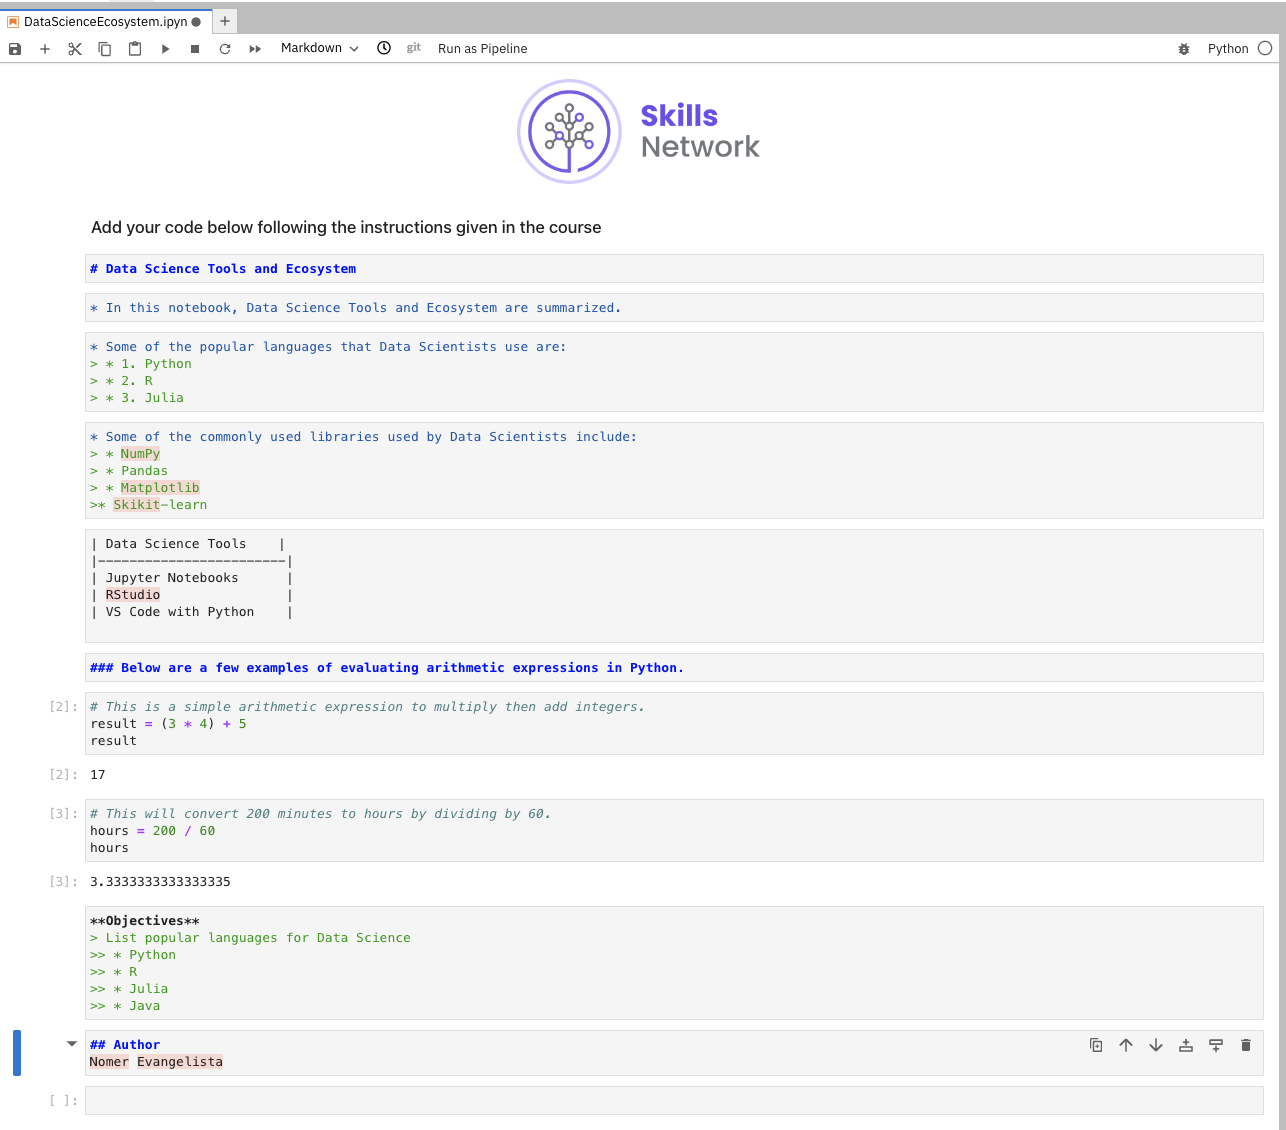 DataScienceEcosystem.ipyn
+
Markdown git Run as Pipeline Python
Skills
Network
Add your code below following the instructions given in the course
# Data Science Tools and Ecosystem
* In this notebook, Data Science Tools and Ecosystem are summarized.
* Some of the popular languages that Data Scientists use are:
> * 1. Python
> * 2. R
> * 3. Julia
* Some of the commonly used libraries used by Data Scientists include:
> * NumPy
> * Pandas
> * Matplotlib
>* Skikit-learn
| Data Science Tools    |
|------------------------|
| Jupyter Notebooks      |
| RStudio                |
| VS Code with Python    |
### Below are a few examples of evaluating arithmetic expressions in Python.
[2]: # This is a simple arithmetic expression to multiply then add integers.
result = (3 * 4) + 5
result
[2]: 17
[3]: # This will convert 200 minutes to hours by dividing by 60.
hours = 200 / 60
hours
[3]: 3.3333333333333335
**Objectives**
> List popular languages for Data Science
>> * Python
>> * R
>> * Julia
>> * Java
## Author
Nomer Evangelista
[ ]: